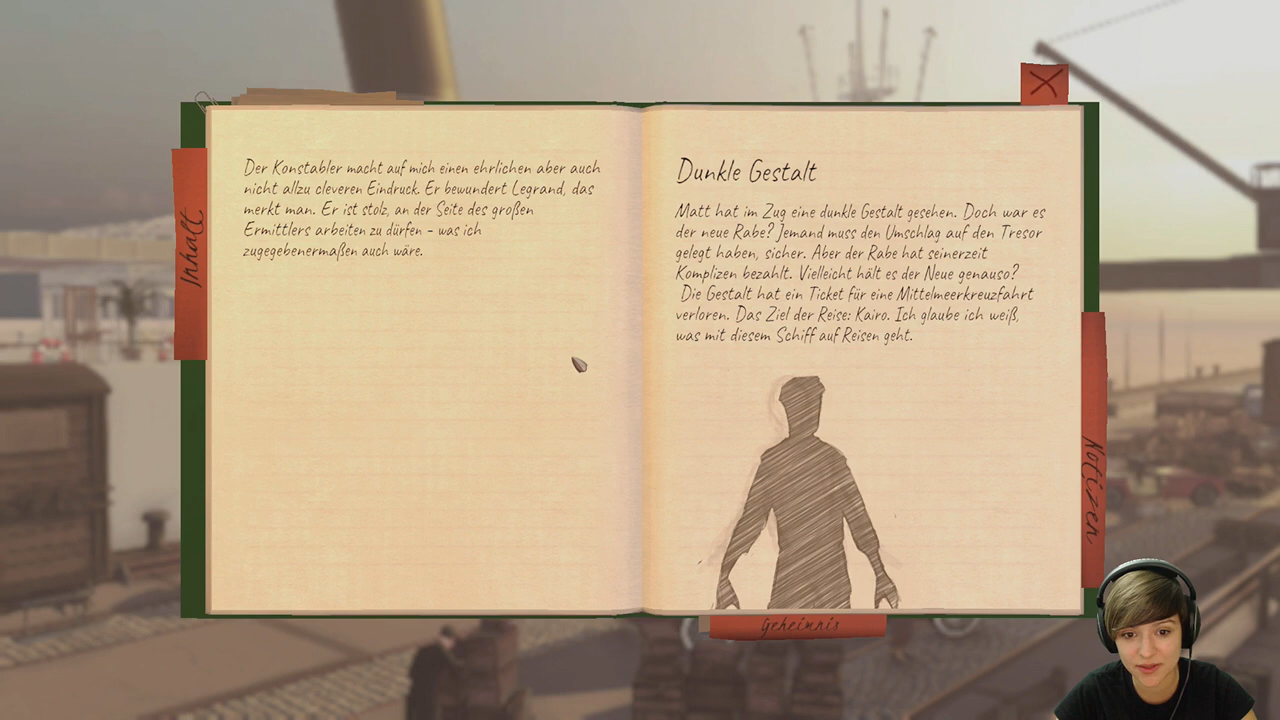 Der Konstabler macht auf mich einen ehrlichen aber auch
nicht allzu cleveren Eindruck. Er bewundert Legrand, das
merkt man. Er ist stolz, an der Seite des großen
Ermittlers arbeiten zu dürfen - was ich
zugegebenermaßen auch wäre.
Dunkle Gestalt
Matt hat im Zug eine dunkle Gestalt gesehen. Doch war es
der neue Rabe? Jemand muss den Umschlag auf den Tresor
gelegt haben, sicher. Aber der Rabe hat seinerzeit
Komplizen bezahlt. Vielleicht hält es der Neue genauso?
Die Gestalt hat ein Ticket für eine Mittelmeerkreuzfahrt
verloren. Das Ziel der Reise: Kairo. Ich glaube ich weiß,
was mit diesem Schiff auf Reisen geht.
Inhalt
Notizen
Geheimnis